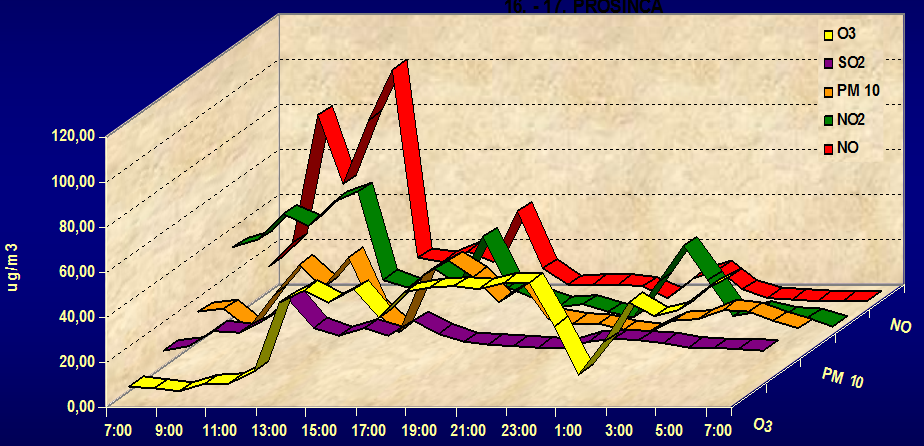 16. - 17. PROSINCA
O3
SO2
PM 10
NO2
NO
120,00
100,00
80,00
60,00
40,00
20,00
0,00
ug/m3
7:00 9:00 11:00 13:00 15:00 17:00 19:00 21:00 23:00 1:00 3:00 5:00 7:00
O3
PM 10
NO